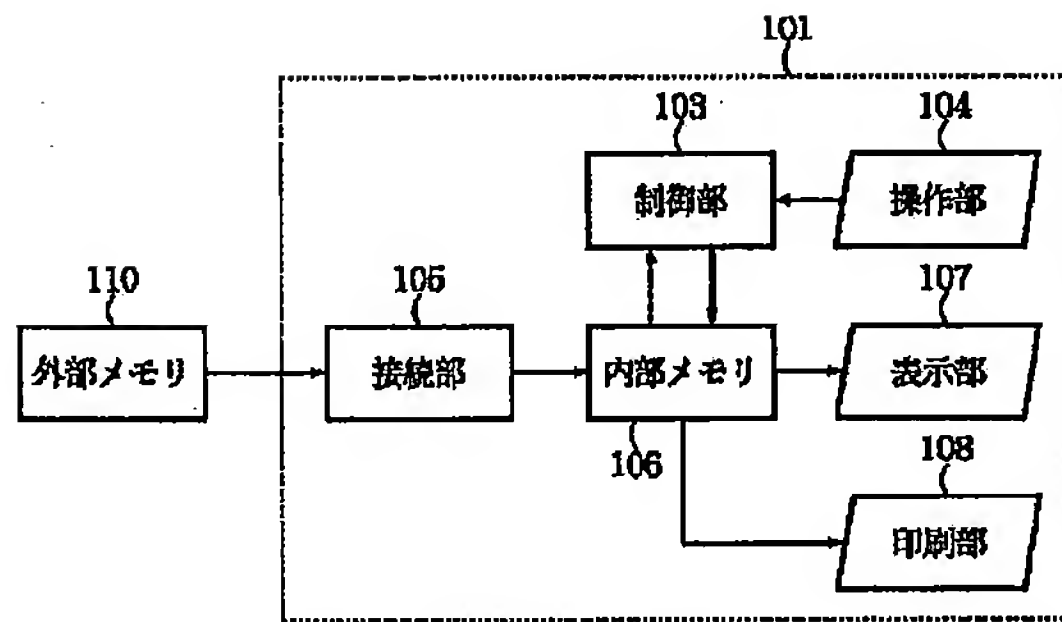 101
103
104
制御部
操作部
110
105
107
外部メモリ
接続部
内部メモリ
表示部
106
108
印刷部